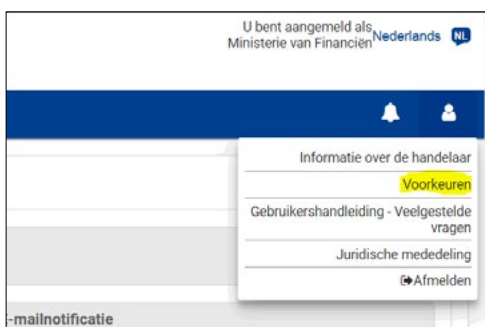 U bent aangemeld als
Ministerie van Financiën
Nederlands NL
Informatie over de handelaar
Voorkeuren
Gebruikershandleiding - Veelgestelde
vragen
Juridische mededeling
Afmelden
-mailnotificatie